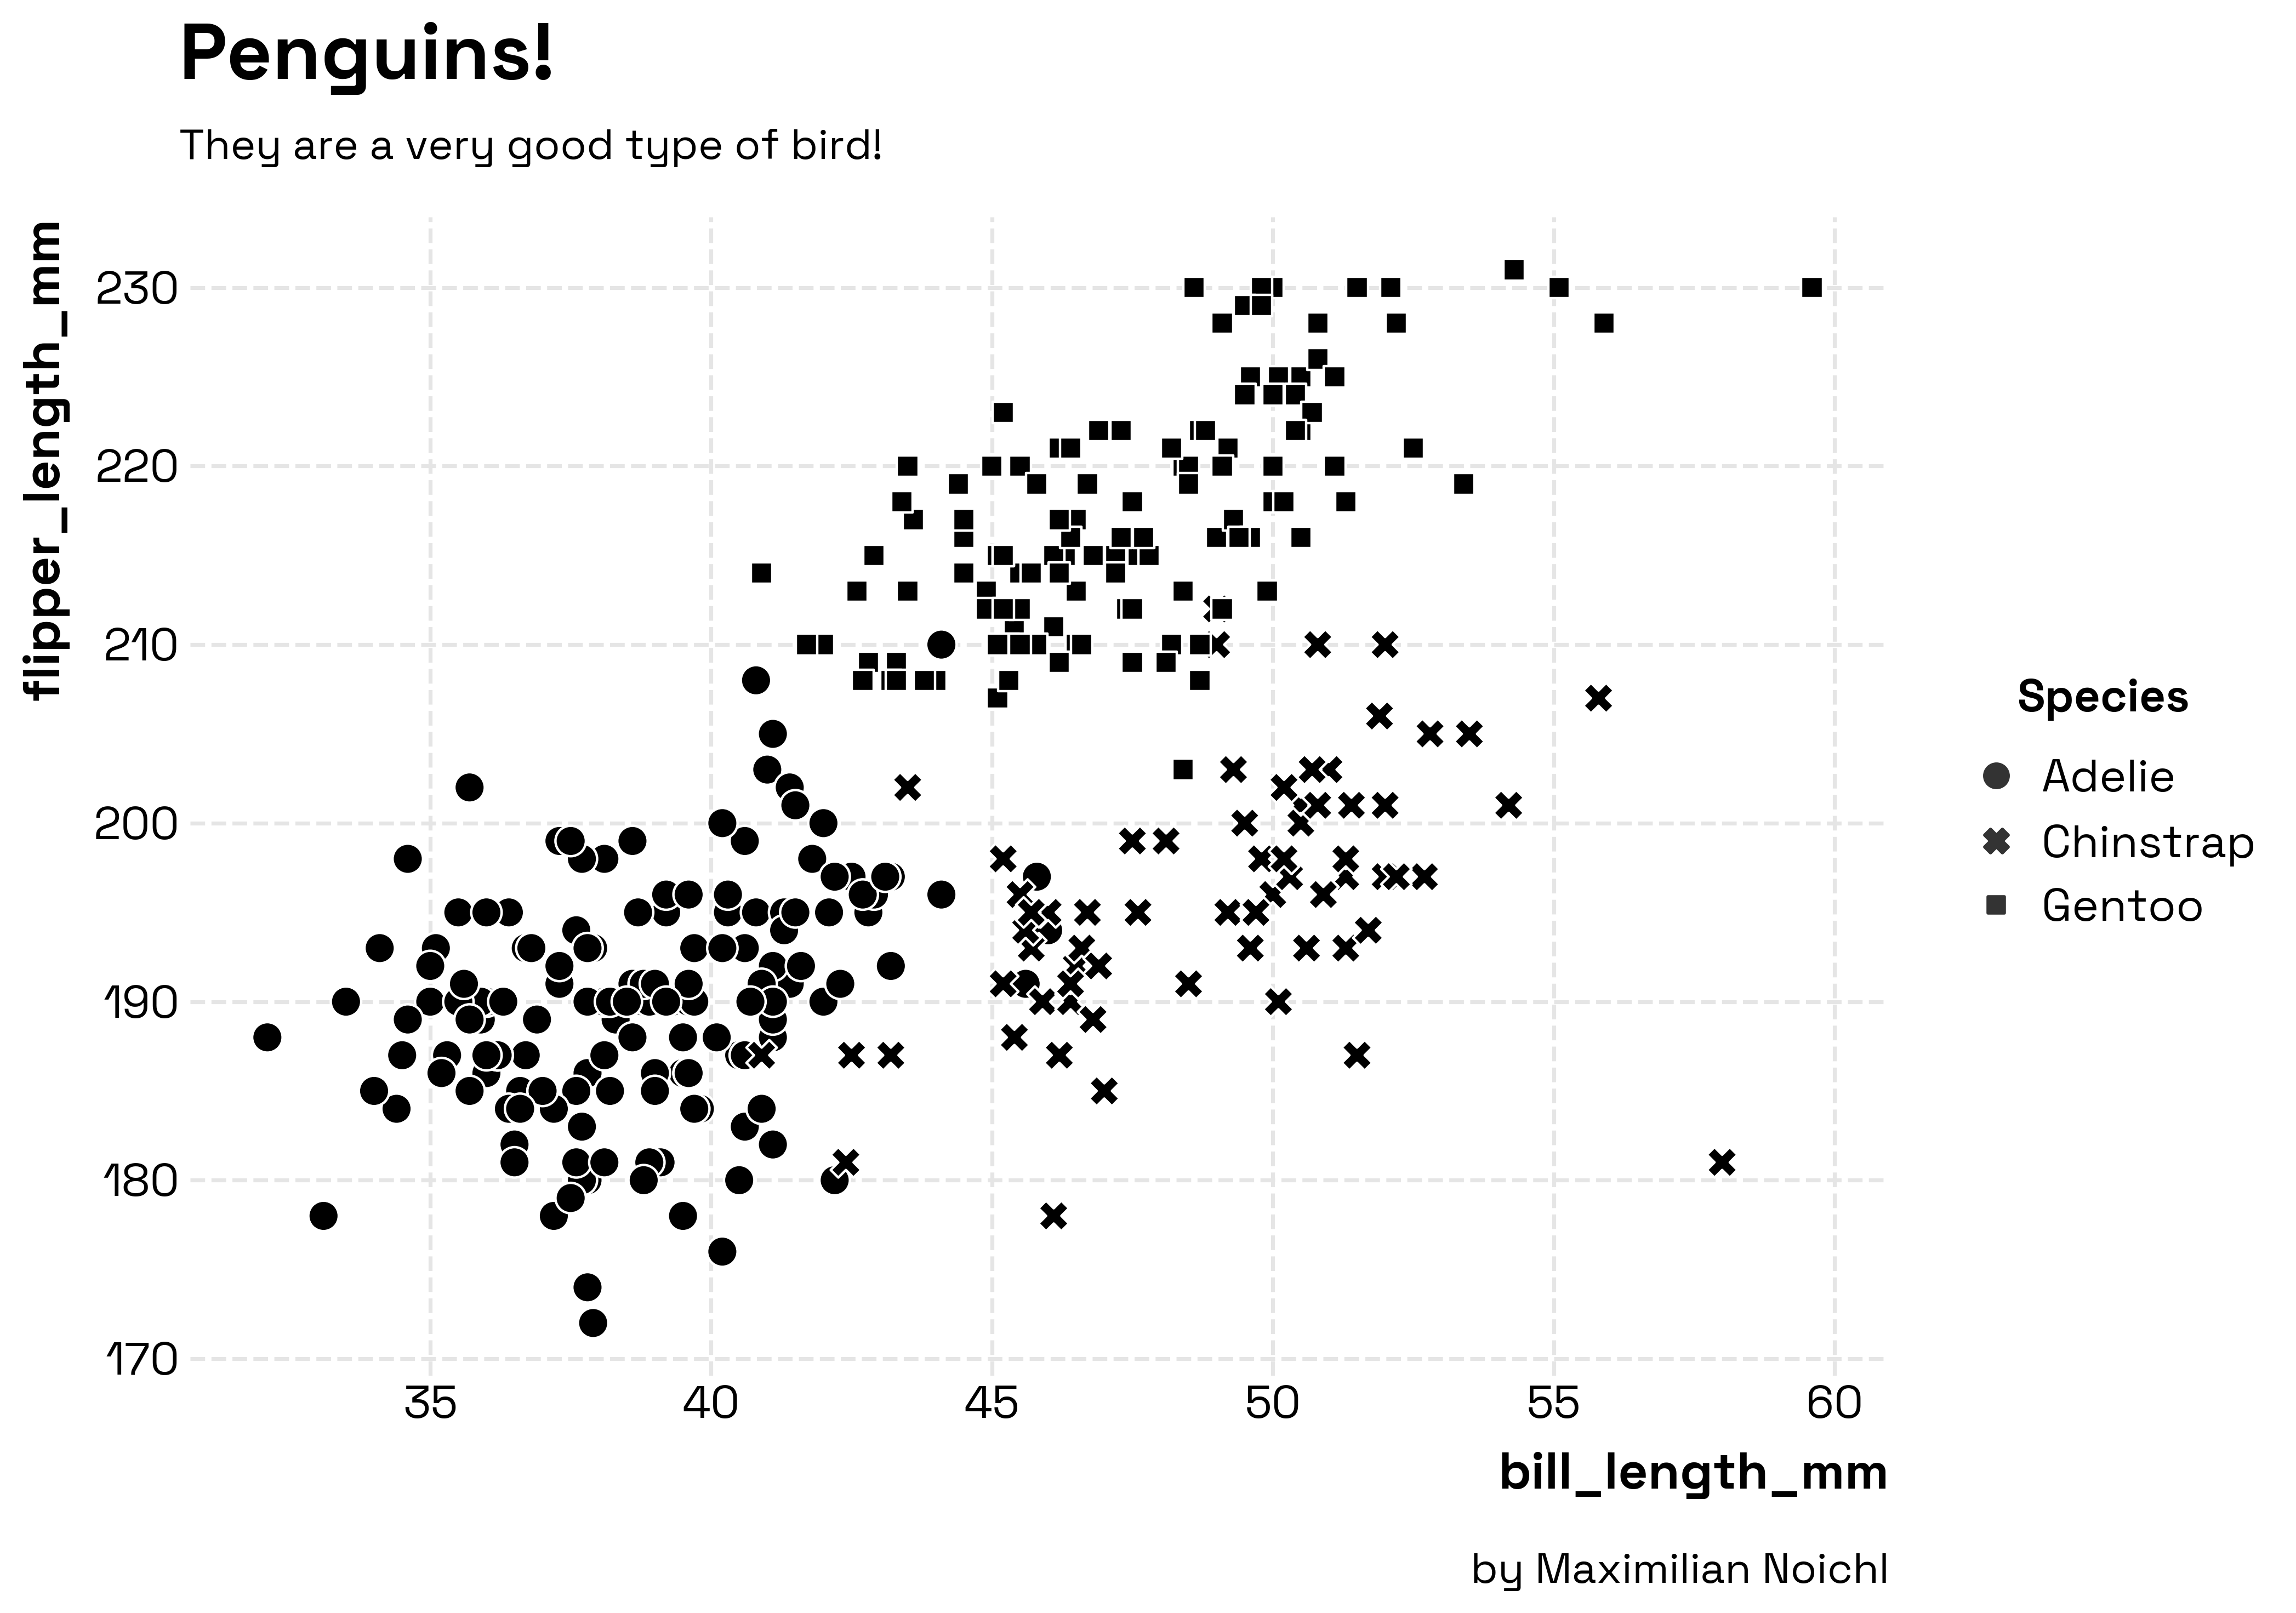 Penguins!
They are a very good type of bird!
flipper_length_mm
230
220
210
200
190
180
170
35 40 45 50 55 60
bill_length_mm
Species
Adelie
Chinstrap
Gentoo
by Maximilian Noichl